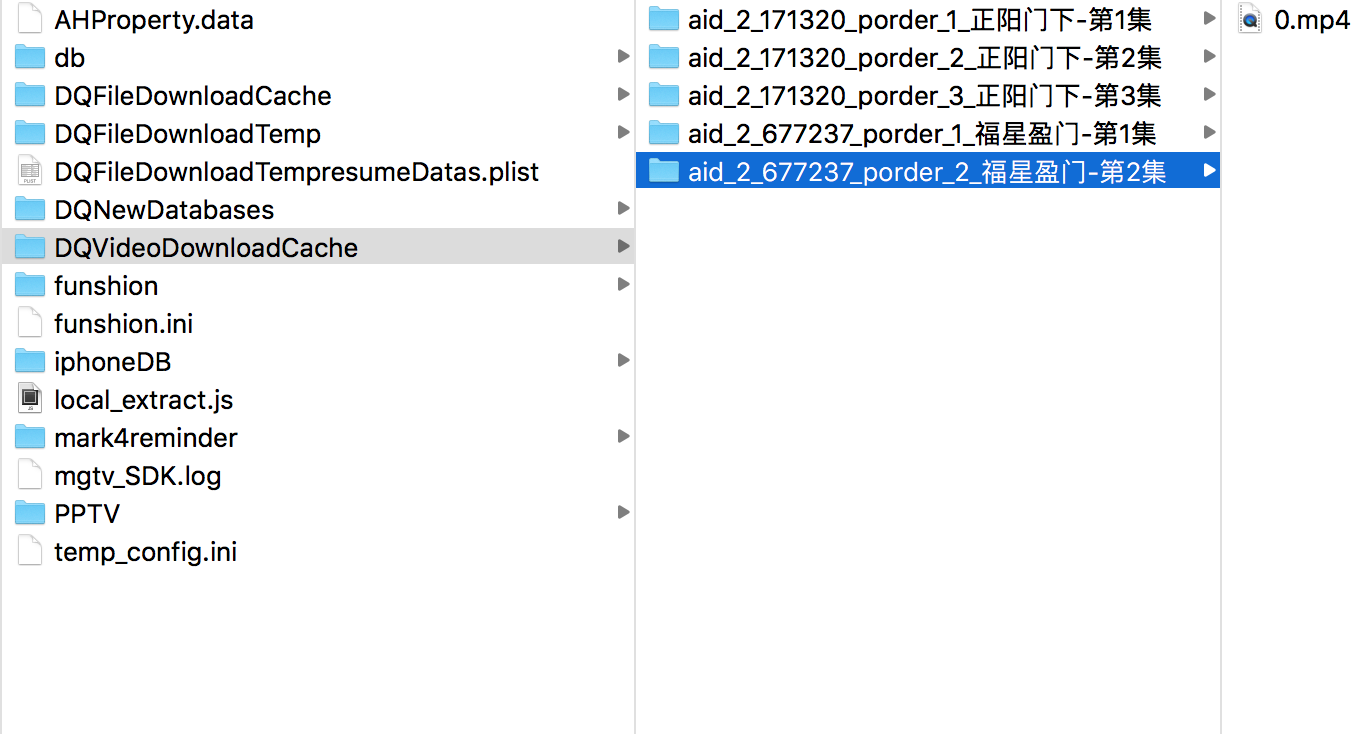 AHProperty.data
db
DQFileDownloadCache
DQFileDownloadTemp
DQFileDownloadTempresumeDatas.plist
DQNewDatabases
DQVideoDownloadCache
funshion
funshion.ini
iphoneDB
local_extract.js
mark4reminder
mgtv_SDK.log
PPTV
temp_config.ini
aid_2_171320_porder_1_正阳门下-第1集
aid_2_171320_porder_2_正阳门下-第2集
aid_2_171320_porder_3_正阳门下-第3集
aid_2_677237_porder_1_福星盈门-第1集
aid_2_677237_porder_2_福星盈门-第2集
0.mp4